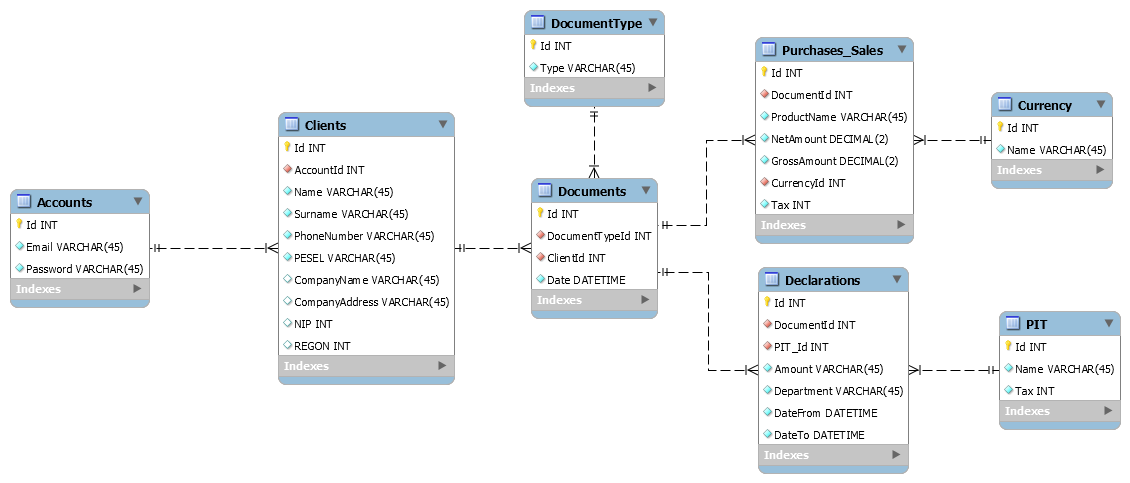 DocumentType
Id INT
Type VARCHAR(45)
Indexes
Purchases_Sales
Id INT
DocumentId INT
ProductName VARCHAR(45)
NetAmount DECIMAL(2)
GrossAmount DECIMAL(2)
CurrencyId INT
Tax INT
Indexes
Currency
Id INT
Name VARCHAR(45)
Indexes
Clients
Id INT
AccountId INT
Name VARCHAR(45)
Surname VARCHAR(45)
PhoneNumber VARCHAR(45)
PESEL VARCHAR(45)
CompanyName VARCHAR(45)
CompanyAddress VARCHAR(45)
NIP INT
REGON INT
Indexes
Accounts
Id INT
Email VARCHAR(45)
Password VARCHAR(45)
Indexes
Documents
Id INT
DocumentTypeId INT
ClientId INT
Date DATETIME
Indexes
Declarations
Id INT
DocumentId INT
PIT_Id INT
Amount VARCHAR(45)
Department VARCHAR(45)
DateFrom DATETIME
DateTo DATETIME
Indexes
PIT
Id INT
Name VARCHAR(45)
Tax INT
Indexes